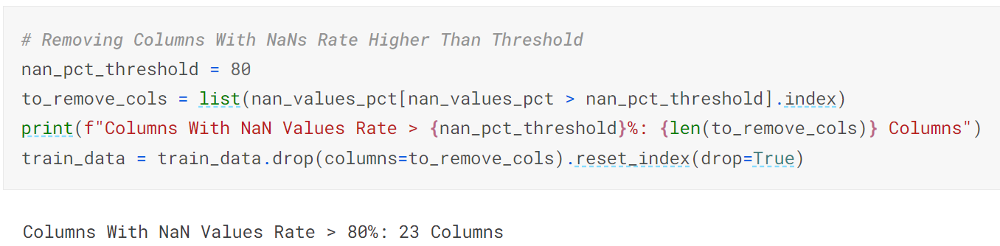 # Removing Columns With NaNs Rate Higher Than Threshold
nan_pct_threshold = 80
to_remove_cols = list(nan_values_pct[nan_values_pct > nan_pct_threshold].index)
print(f"Columns With NaN Values Rate > {nan_pct_threshold}%: {len(to_remove_cols)} Columns")
train_data = train_data.drop(columns=to_remove_cols).reset_index(drop=True)
Columns With NaN Values Rate > 80%: 23 Columns